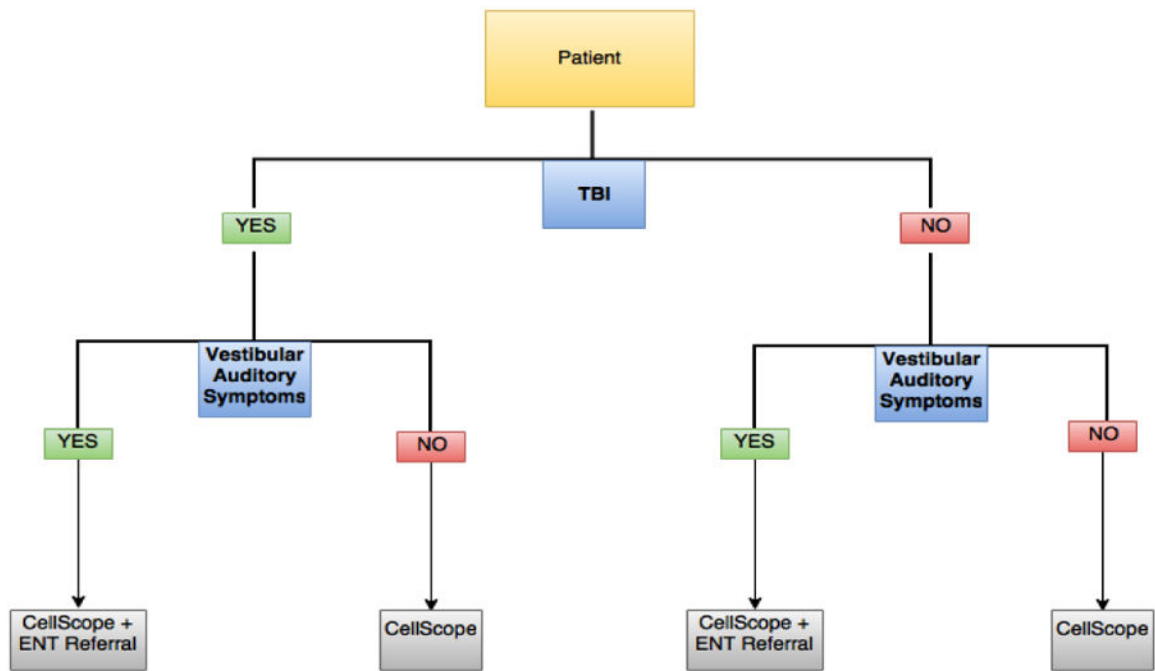 Patient
TBI
YES
NO
Vestibular
Auditory
Symptoms
Vestibular
Auditory
Symptoms
YES
NO
YES
NO
CellScope +
ENT Referral
CellScope
CellScope +
ENT Referral
CellScope